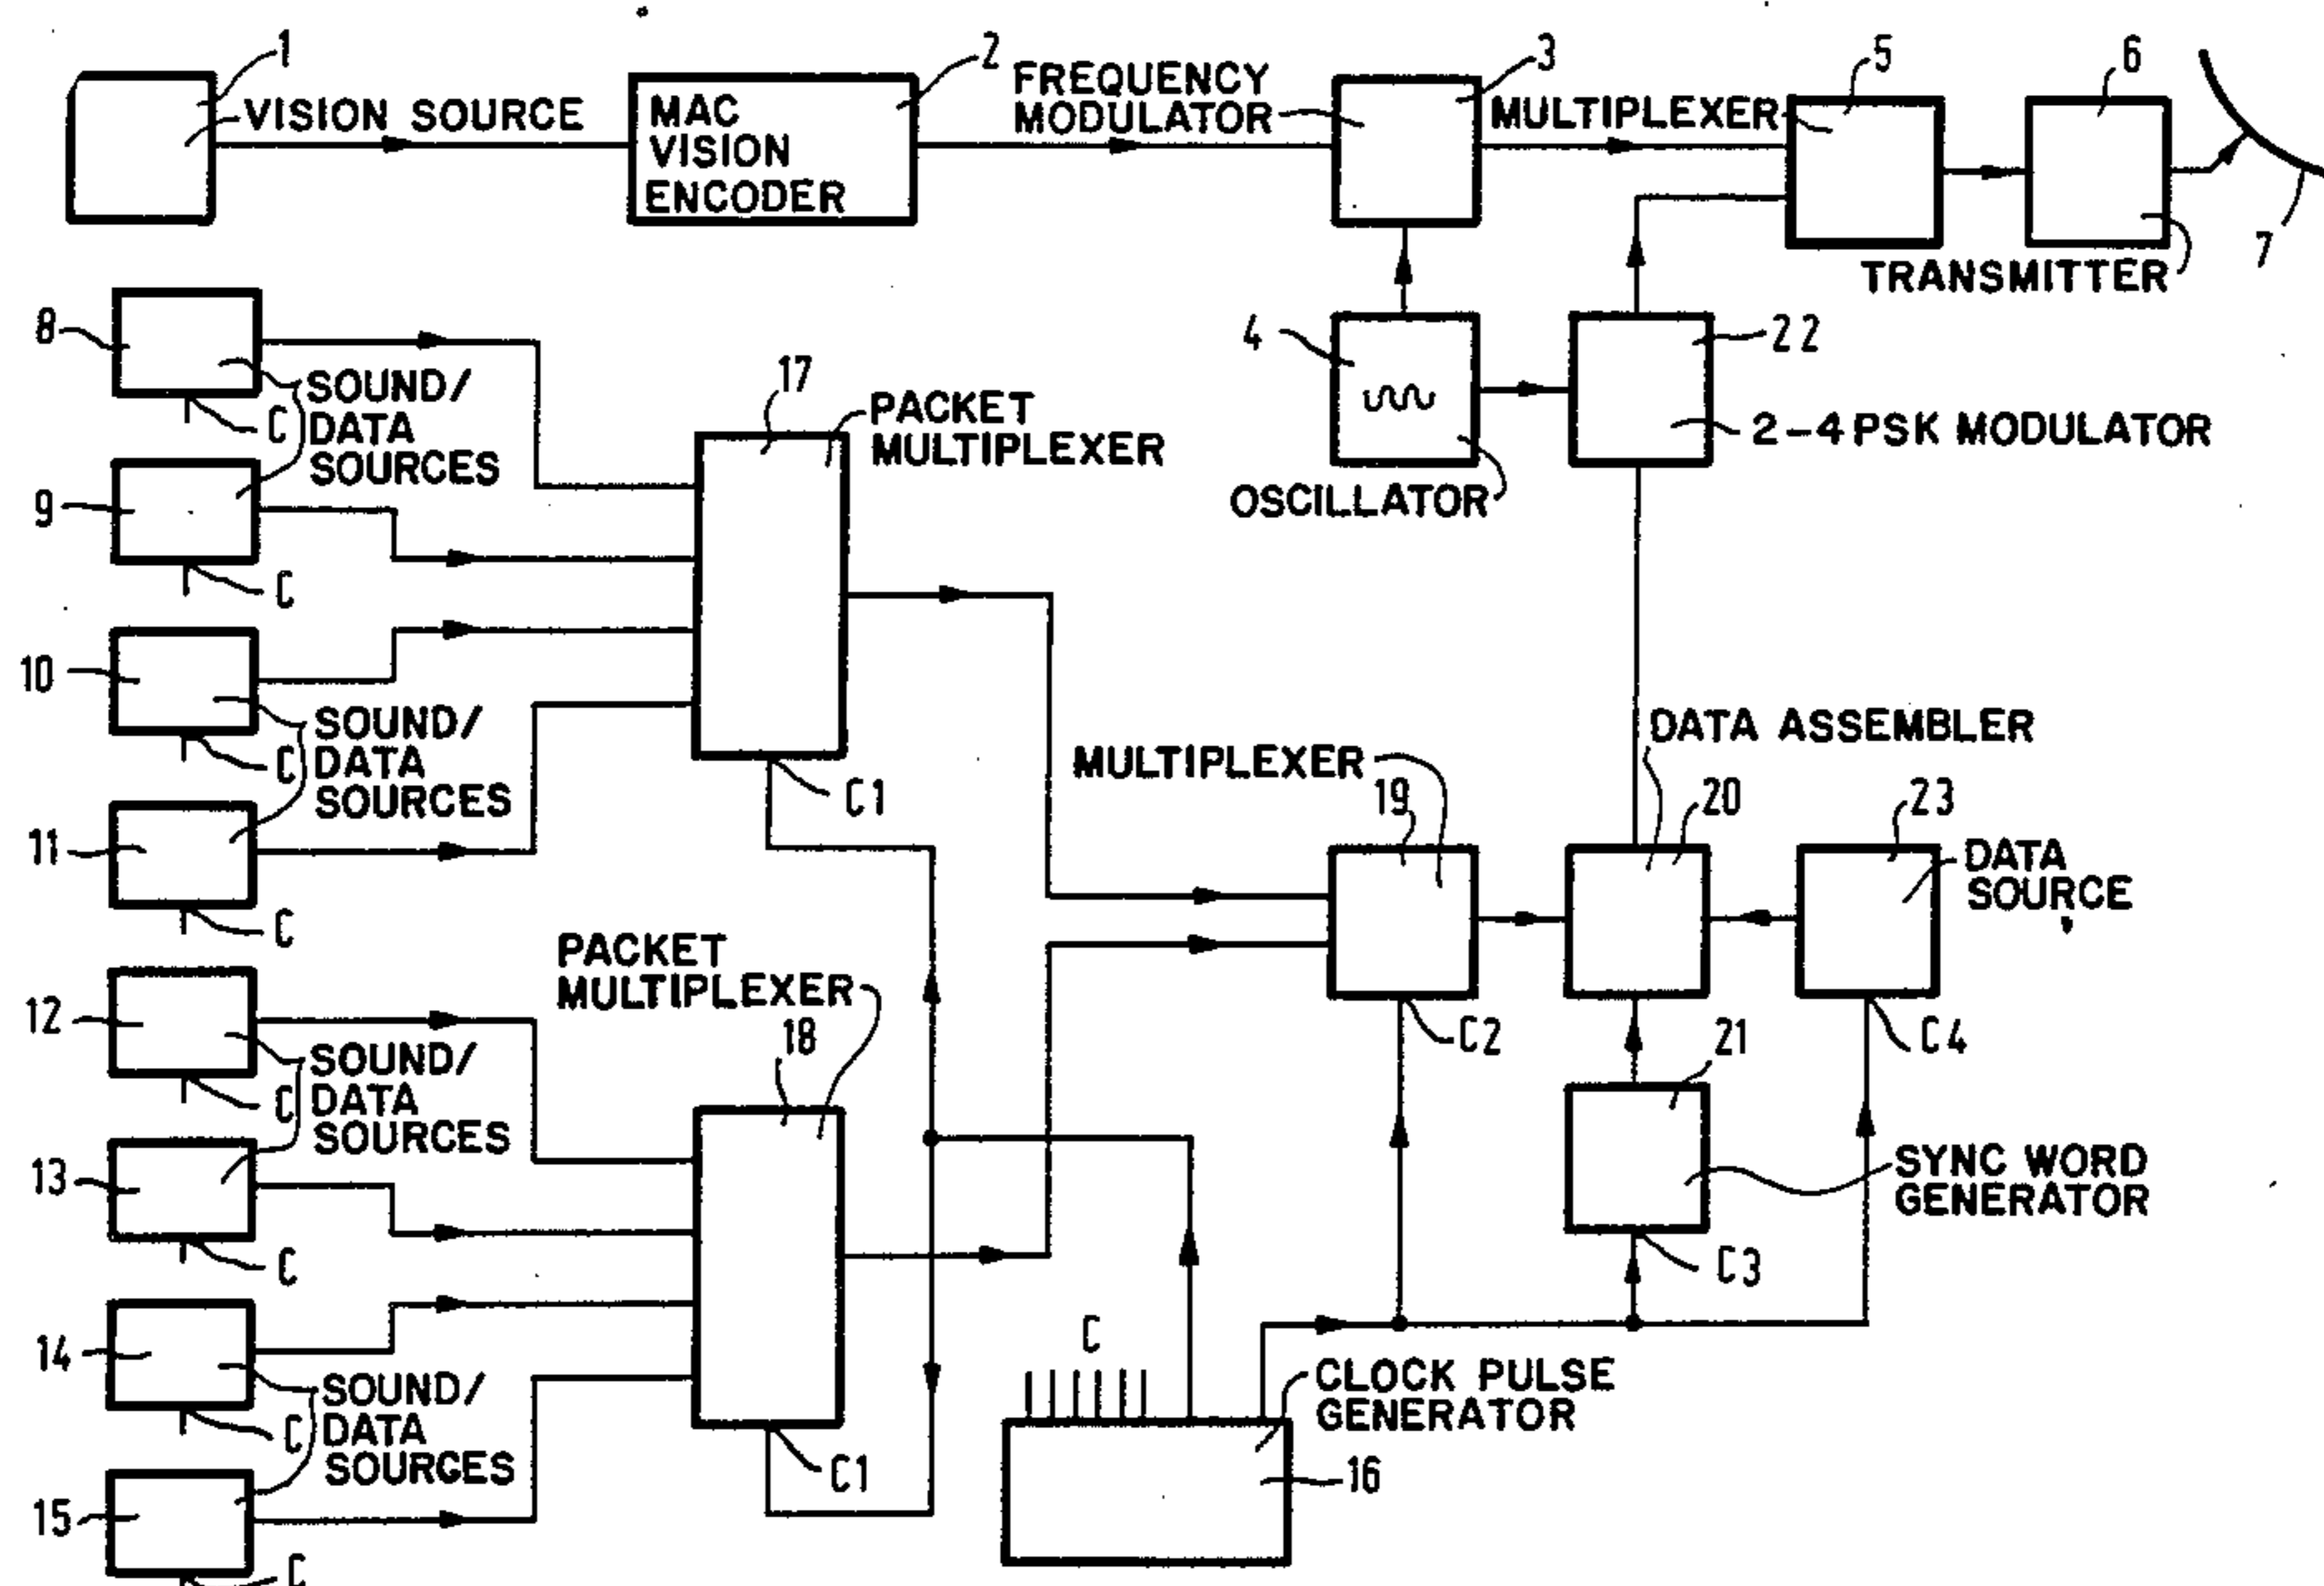 1
VISION SOURCE
2
MAC
VISION
ENCODER
FREQUENCY
MODULATOR
3
MULTIPLEXER
5
6
7
TRANSMITTER
8
SOUND/
C DATA
SOURCES
9
C
10
SOUND/
C DATA
SOURCES
11
C
17
PACKET
MULTIPLEXER
C1
4
OSCILLATOR
22
2-4 PSK MODULATOR
MULTIPLEXER
19
C2
DATA ASSEMBLER
20
23
DATA
SOURCE
C4
21
SYNC WORD
GENERATOR
C3
12
SOUND/
C DATA
SOURCES
13
C
14
SOUND/
C DATA
SOURCES
15
C
PACKET
MULTIPLEXER
18
C1
C
CLOCK PULSE
GENERATOR
16